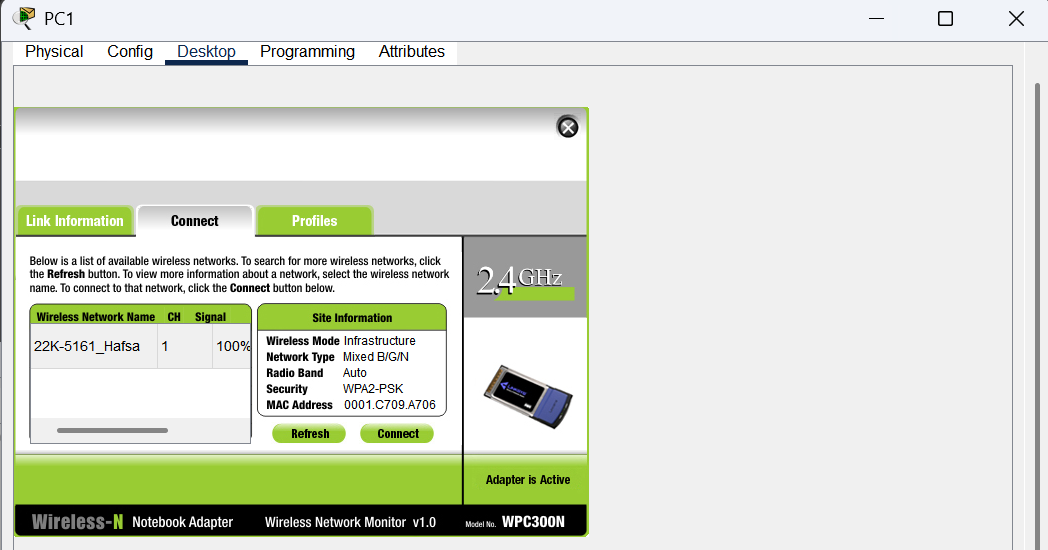 PC1
Physical Config Desktop Programming Attributes
Link Information Connect Profiles
Below is a list of available wireless networks. To search for more wireless networks, click
the Refresh button. To view more information about a network, select the wireless network
name. To connect to that network, click the Connect button below.
2.4GHz
Wireless Network Name CH Signal
22K-5161_Hafsa 1 100%
Site Information
Wireless Mode Infrastructure
Network Type Mixed B/G/N
Radio Band Auto
Security WPA2-PSK
MAC Address 0001.C709.A706
Refresh Connect
Adapter is Active
Wireless-N Notebook Adapter Wireless Network Monitor v1.0 Model No. WPC300N